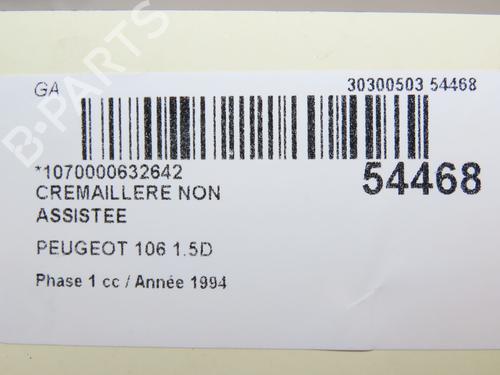 GA
30300503 54468
*1070000632642
54468
CREMAILLERE NON
ASSISTEE
PEUGEOT 106 1.5D
Phase 1 cc / Année 1994
B-PARTS